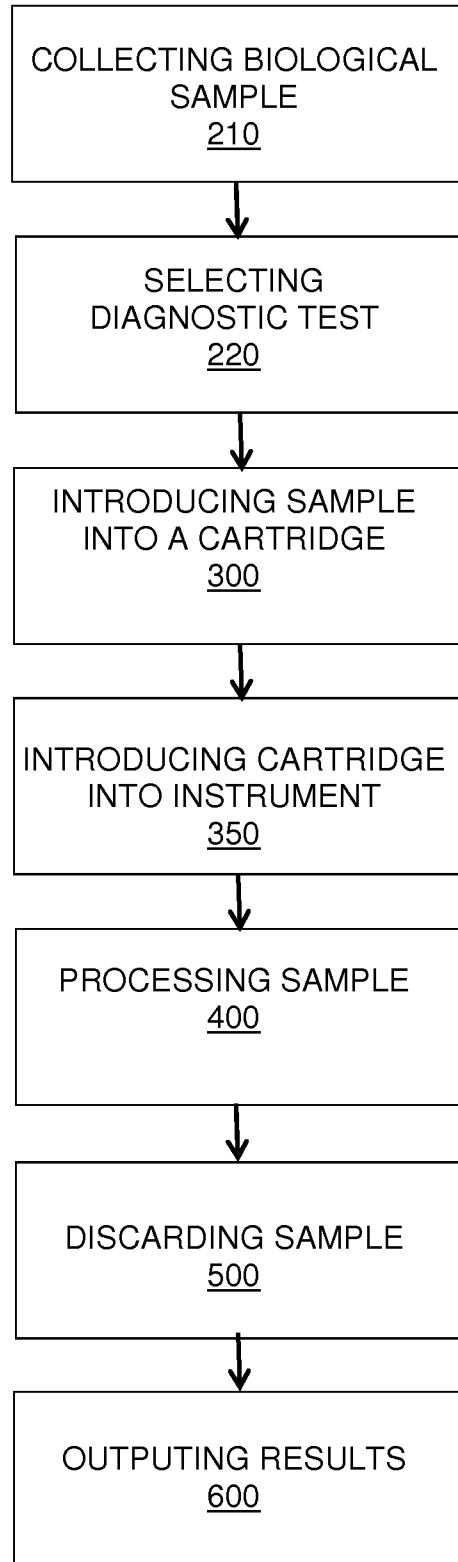 COLLECTING BIOLOGICAL
SAMPLE
210
SELECTING
DIAGNOSTIC TEST
220
INTRODUCING SAMPLE
INTO A CARTRIDGE
300
INTRODUCING CARTRIDGE
INTO INSTRUMENT
350
PROCESSING SAMPLE
400
DISCARDING SAMPLE
500
OUTPUTING RESULTS
600